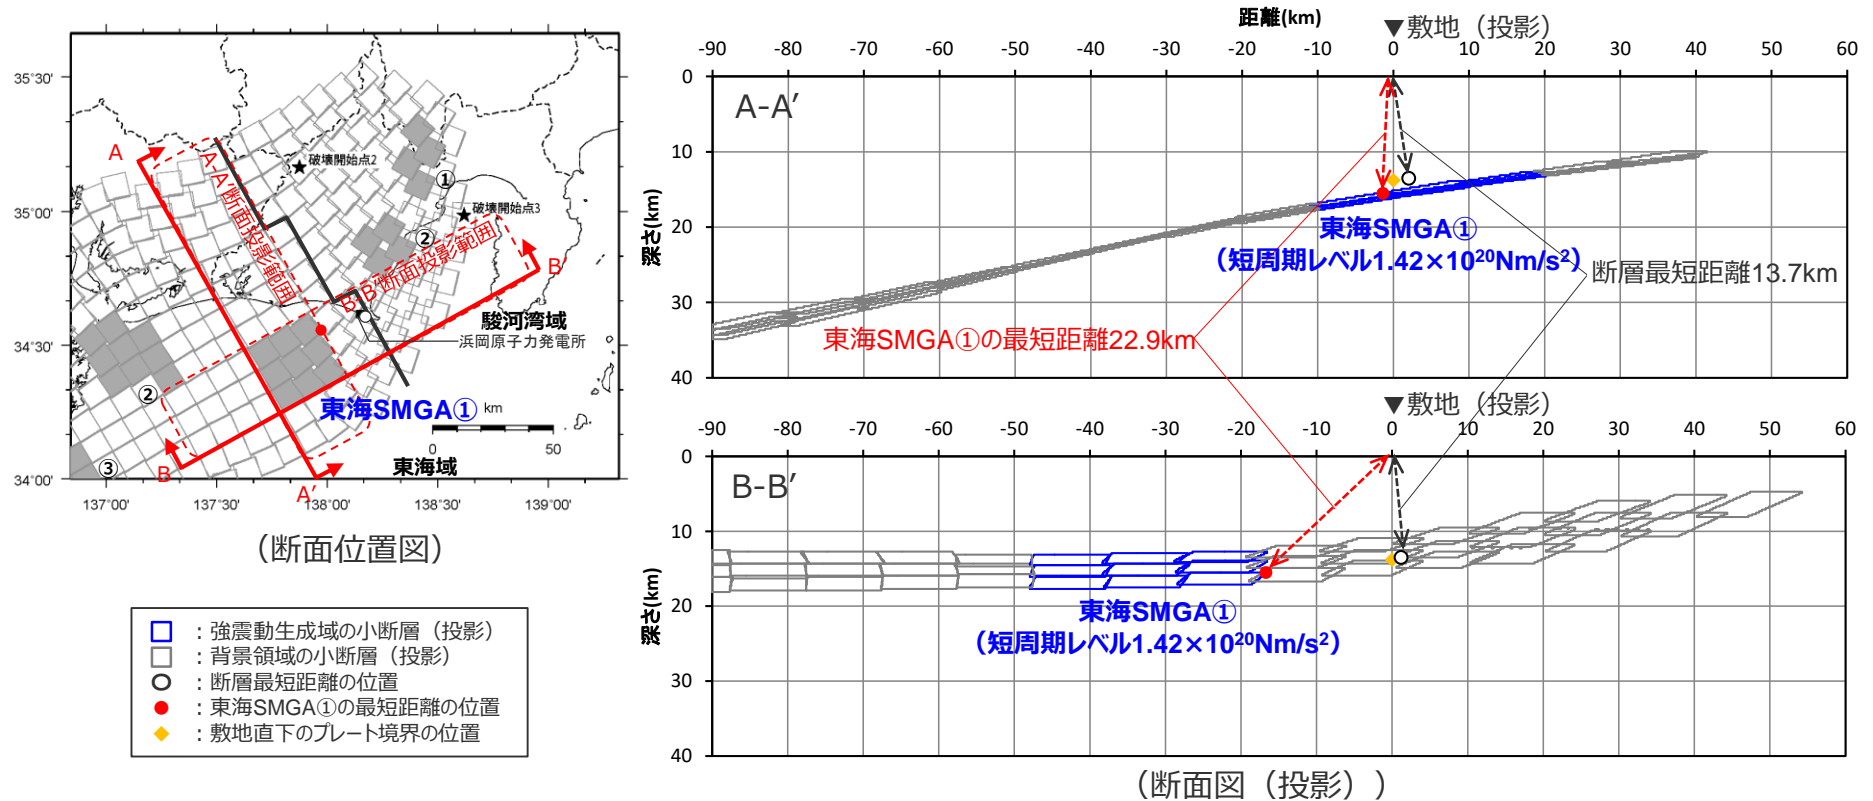 35°30'
35°00'
34°30'
34°00'
137°00'
137°30'
138°00'
138°30'
139°00'
A
A-A'断面投影範囲
破壊開始点2
①
破壊開始点3
②
B-B'断面投影範囲
B'
駿河湾域
浜岡原子力発電所
②
東海SMGA①
km
0
50
B
③
A'
東海域
（断面位置図）
：強震動生成域の小断層（投影）
：背景領域の小断層（投影）
：断層最短距離の位置
：東海SMGA①の最短距離の位置
：敷地直下のプレート境界の位置
距離(km)
▼敷地（投影）
-90 -80 -70 -60 -50 -40 -30 -20 -10 0 10 20 30 40 50 60
0
10
20
30
40
深さ(km)
A-A'
東海SMGA①
（短周期レベル1.42×10²⁰Nm/s²）
断層最短距離13.7km
東海SMGA①の最短距離22.9km
▼敷地（投影）
-90 -80 -70 -60 -50 -40 -30 -20 -10 0 10 20 30 40 50 60
0
10
20
30
40
深さ(km)
B-B'
東海SMGA①
（短周期レベル1.42×10²⁰Nm/s²）
（断面図（投影））